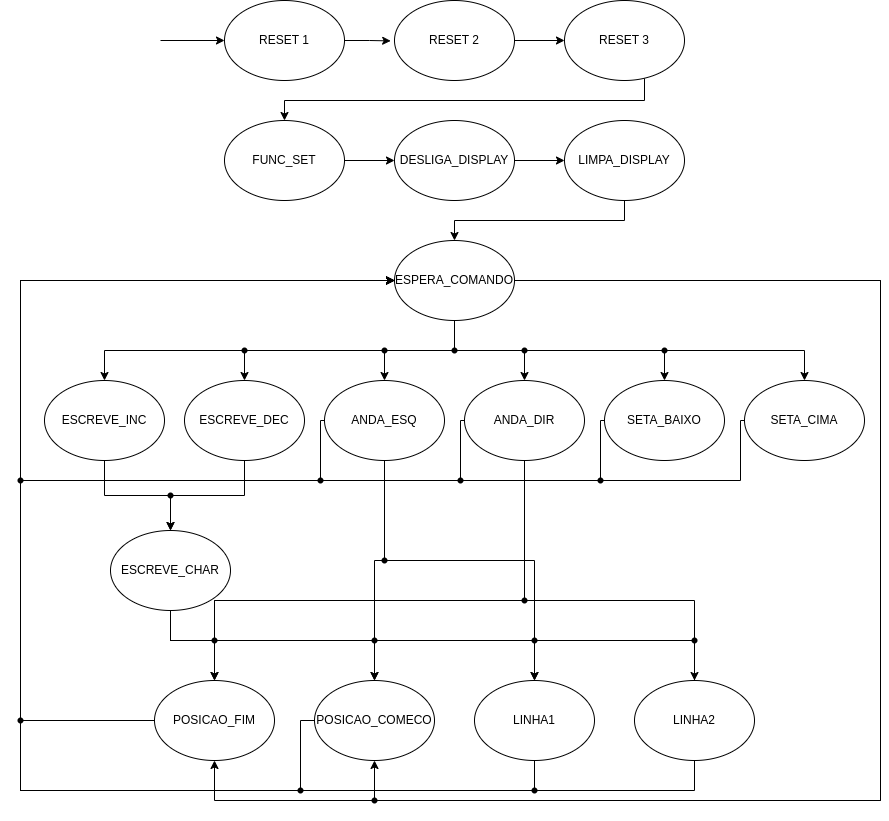 RESET 1
RESET 2
RESET 3
FUNC_SET
DESLIGA_DISPLAY
LIMPA_DISPLAY
ESPERA_COMANDO
ESCREVE_INC
ESCREVE_DEC
ANDA_ESQ
ANDA_DIR
SETA_BAIXO
SETA_CIMA
ESCREVE_CHAR
POSICAO_FIM
POSICAO_COMECO
LINHA1
LINHA2